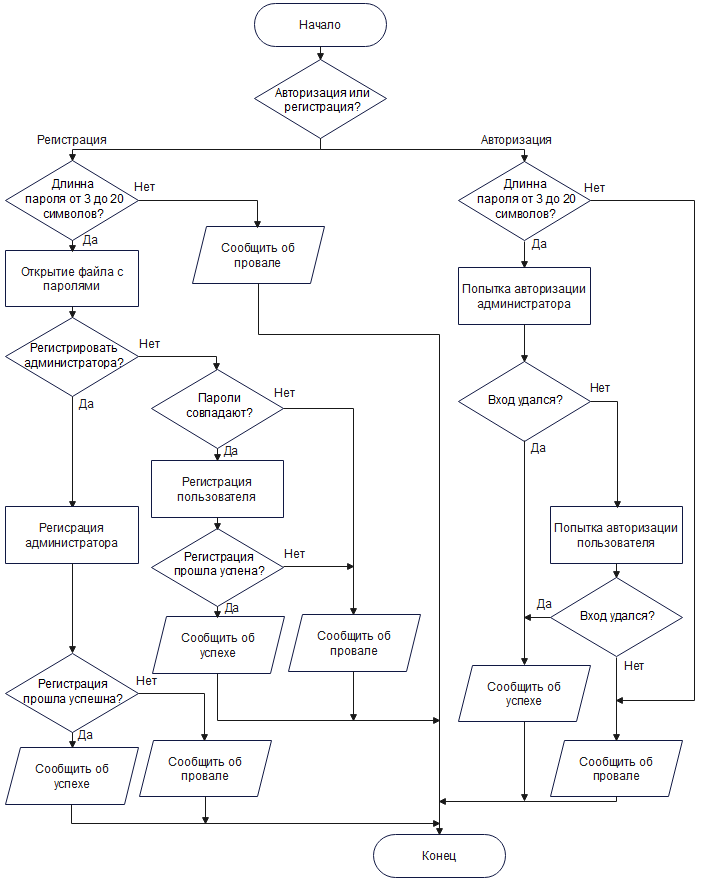 Начало
Авторизация или
регистрация?
Регистрация
Авторизация
Длинна
пароля от 3 до 20
символов?
Нет
Да
Сообщить об
провале
Открытие файла с
паролями
Регистрировать
администратора?
Нет
Да
Пароли
совпадают?
Нет
Да
Регистрация
пользователя
Регисрация
администратора
Регистрация
прошла успена?
Нет
Да
Сообщить об
успехе
Сообщить об
провале
Регистрация
прошла успешна?
Нет
Да
Сообщить об
успехе
Сообщить об
провале
Длинна
пароля от 3 до 20
символов?
Нет
Да
Попытка авторизации
администратора
Вход удался?
Нет
Да
Попытка авторизации
пользователя
Да
Вход удался?
Нет
Сообщить об
успехе
Сообщить об
провале
Конец